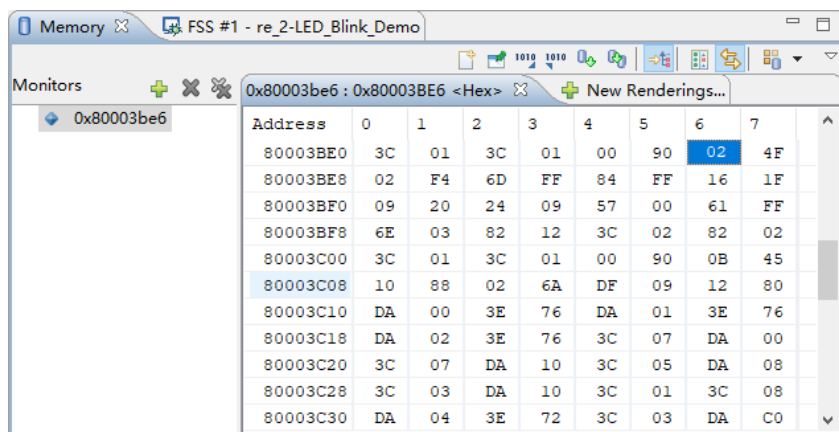 Memory FSS #1 - re_2-LED_Blink_Demo
1010 1010
Monitors
0x80003be6
0x80003be6 : 0x80003BE6 <Hex> New Renderings...
Address 0 1 2 3 4 5 6 7
80003BE0 3C 01 3C 01 00 90 02 4F
80003BE8 02 F4 6D FF 84 FF 16 1F
80003BF0 09 20 24 09 57 00 61 FF
80003BF8 6E 03 82 12 3C 02 82 02
80003C00 3C 01 3C 01 00 90 0B 45
80003C08 10 88 02 6A DF 09 12 80
80003C10 DA 00 3E 76 DA 01 3E 76
80003C18 DA 02 3E 76 3C 07 DA 00
80003C20 3C 07 DA 10 3C 05 DA 08
80003C28 3C 03 DA 10 3C 01 3C 08
80003C30 DA 04 3E 72 3C 03 DA C0